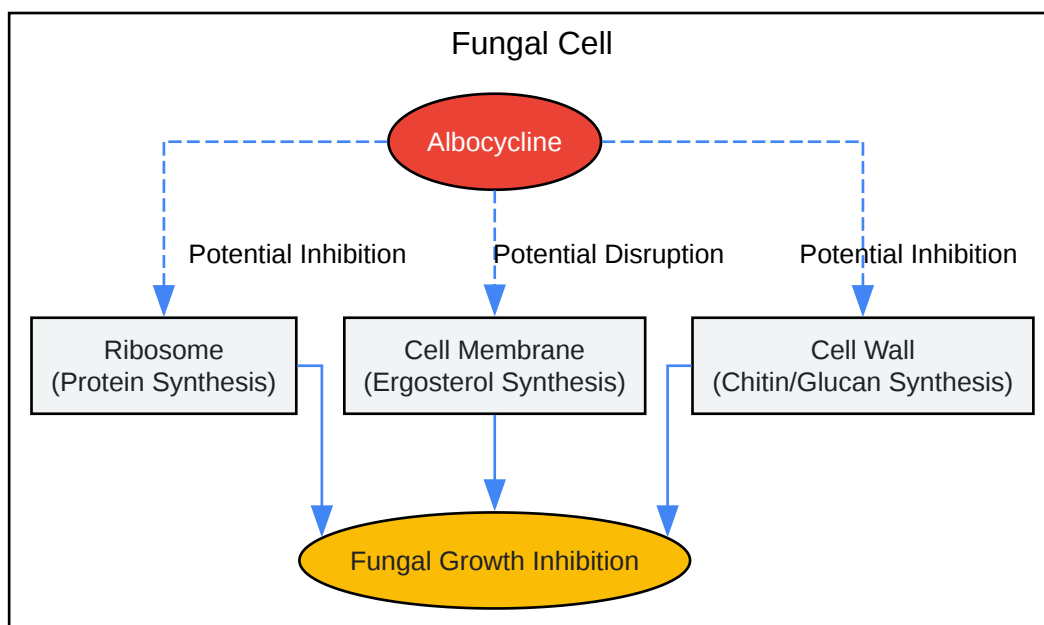 Fungal Cell
Albocycline
Potential Inhibition
Potential Disruption
Potential Inhibition
Ribosome
(Protein Synthesis)
Cell Membrane
(Ergosterol Synthesis)
Cell Wall
(Chitin/Glucan Synthesis)
Fungal Growth Inhibition